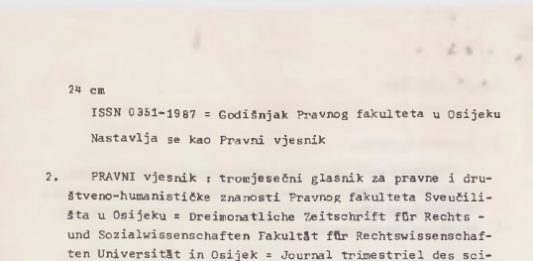 24 cm
ISSN 0351-1987 = Godišnjak Pravnog fakulteta u Osijeku
Nastavlja se kao Pravni vjesnik
2. PRAVNI vjesnik : tromjesečni glasnik za pravne i dru-
štveno-humanističke znanosti Pravnog fakulteta Sveučili-
šta u Osijeku = Dreimonatliche Zeitschrift für Rechts -
und Sozialwissenschaften Fakultät für Rechtswissenschaf-
ten Universität in Osijek = Journal trimestriel des sci-